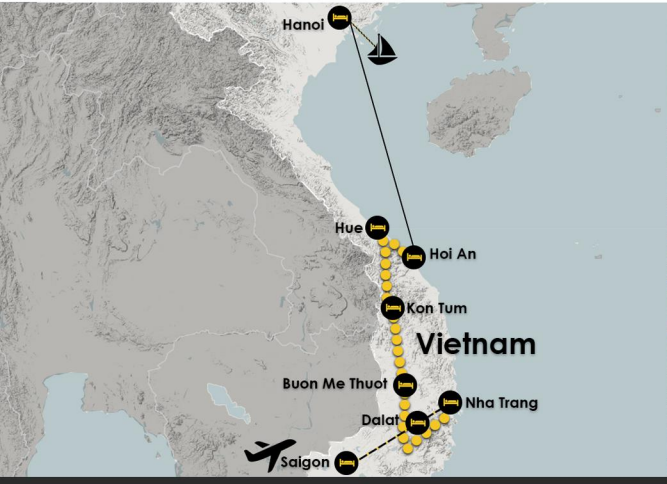 Hanoi
Hue
Hoi An
Kon Tum
Vietnam
Buon Me Thuot
Nha Trang
Dalat
Saigon